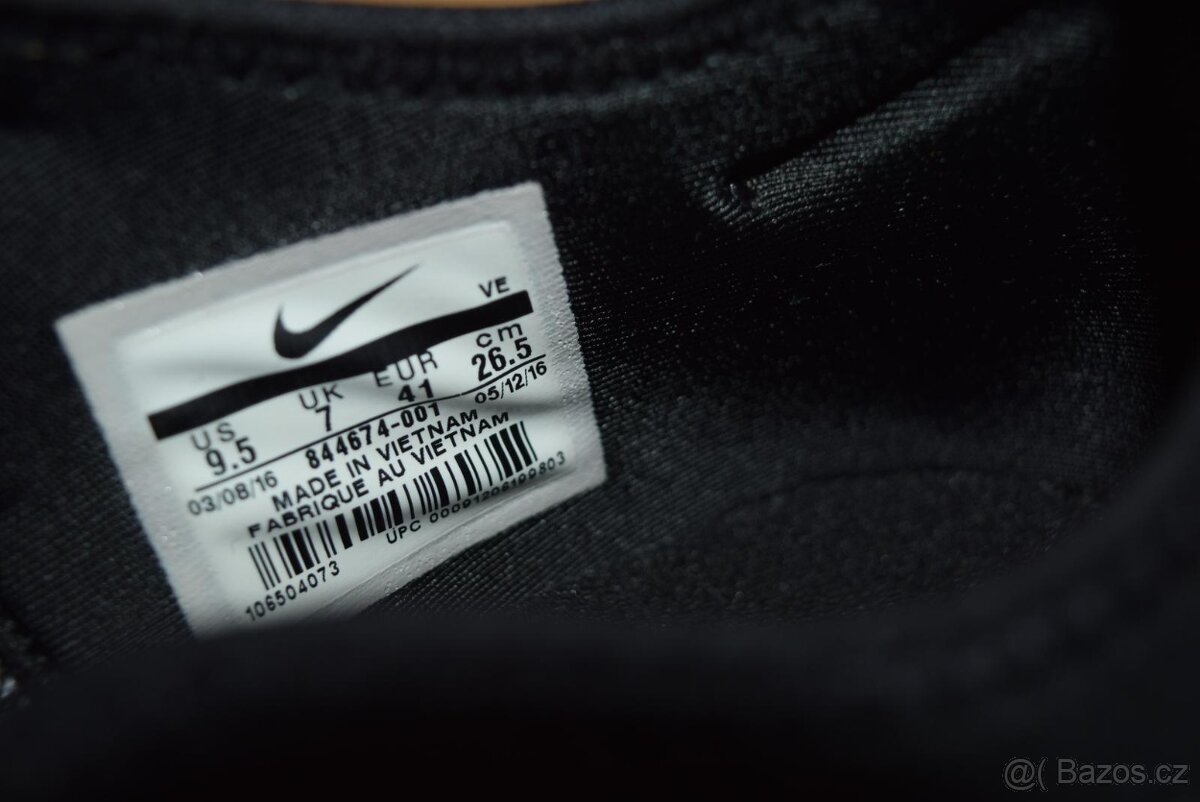 VE
US UK EUR cm
9.5 7 41 26.5
03/08/16 844674-001 05/12/16
MADE IN VIETNAM
FABRIQUE AU VIETNAM
UPC 00091206199803
106504073
@( Bazos.cz